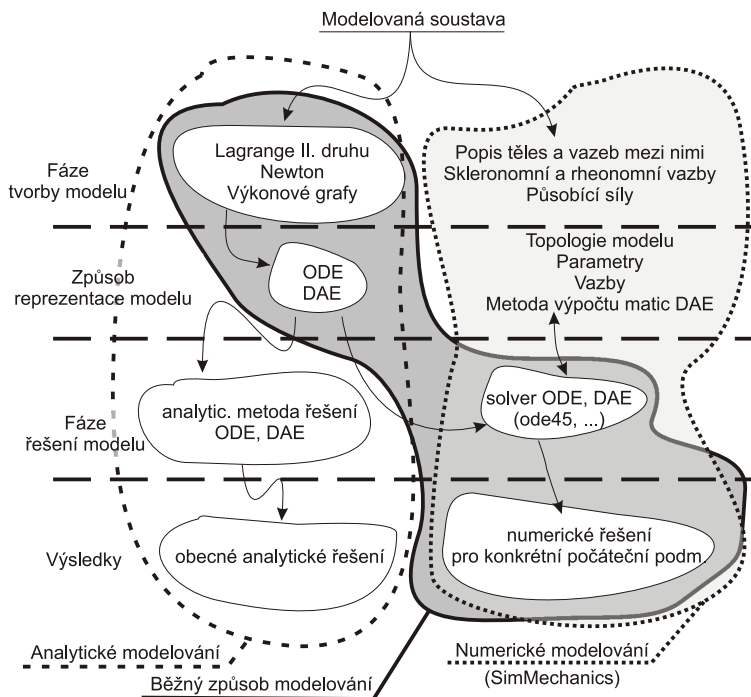 Modelovaná soustava
Fáze
tvorby modelu
Lagrange II. druhu
Newton
Výkonové grafy
Popis těles a vazeb mezi nimi
Skleronomní a rheonomní vazby
Působící síly
Způsob
reprezentace modelu
ODE
DAE
Topologie modelu
Parametry
Vazby
Metoda výpočtu matic DAE
Fáze
řešení modelu
analytic. metoda řešení
ODE, DAE
solver ODE, DAE
(ode45, ...)
Výsledky
obecné analytické řešení
numerické řešení
pro konkrétní počáteční podm.
Analytické modelování
Běžný způsob modelování
Numerické modelování
(SimMechanics)